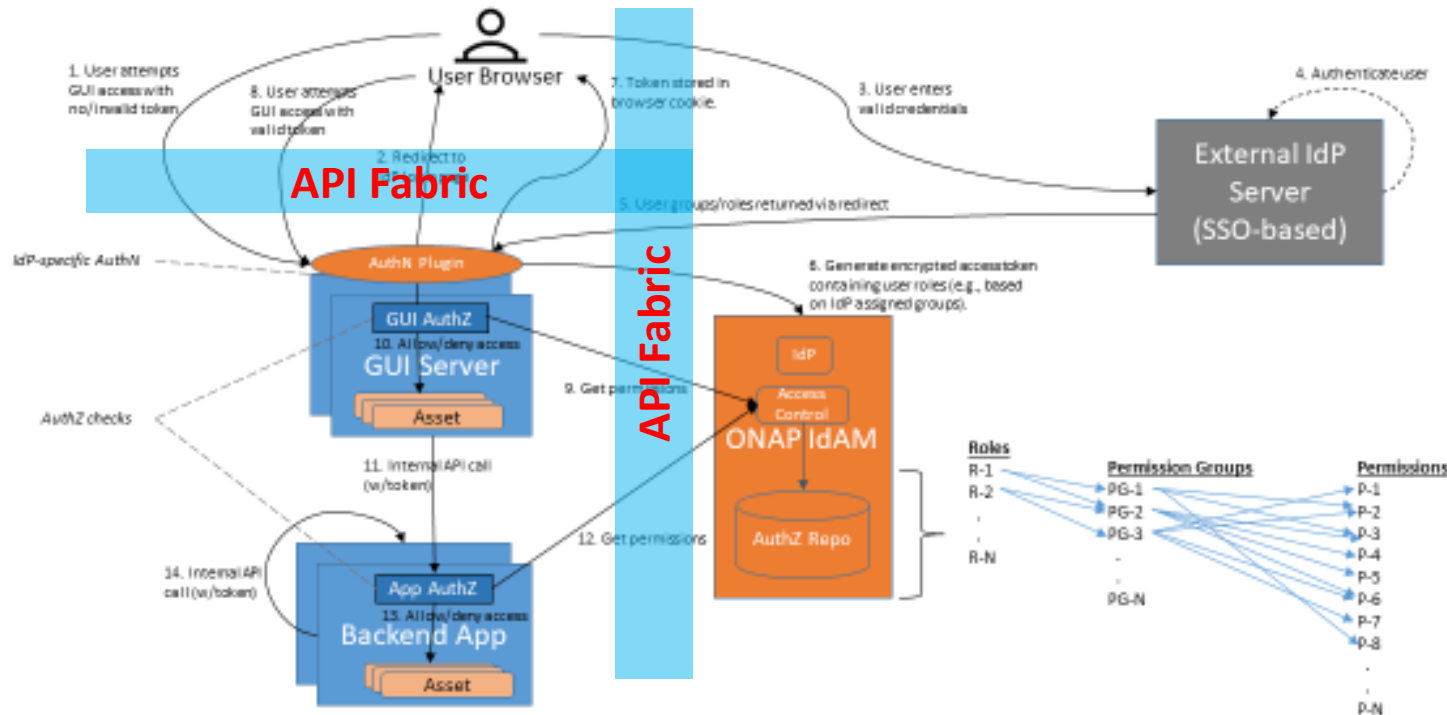 User Browser
1. User attempts
GUI access with
no/invalid token
8. User attempts
GUI access with
valid token
7. Token stored in
browser cookie.
3. User enters
valid credentials
4. Authenticate user
External IdP
Server
(SSO-based)
2. Redirect to
API Fabric
5. User groups/roles returned via redirect
IdP-specific AuthN
AuthN Plugin
6. Generate encrypted access token
containing user roles (e.g., based
on IdP assigned groups).
API Fabric
GUI AuthZ
10. Allow/deny access
GUI Server
Asset
9. Get permissions
IdP
Access
Control
ONAP IdAM
AuthZ Repo
AuthZ checks
11. Internal API call
(w/token)
12. Get permissions
14. Internal API
call (w/token)
App AuthZ
13. Allow/deny access
Backend App
Asset
Roles
R-1
R-2
.
.
R-N
Permission Groups
PG-1
PG-2
PG-3
.
.
PG-N
Permissions
P-1
P-2
P-3
P-4
P-5
P-6
P-7
P-8
.
.
P-N